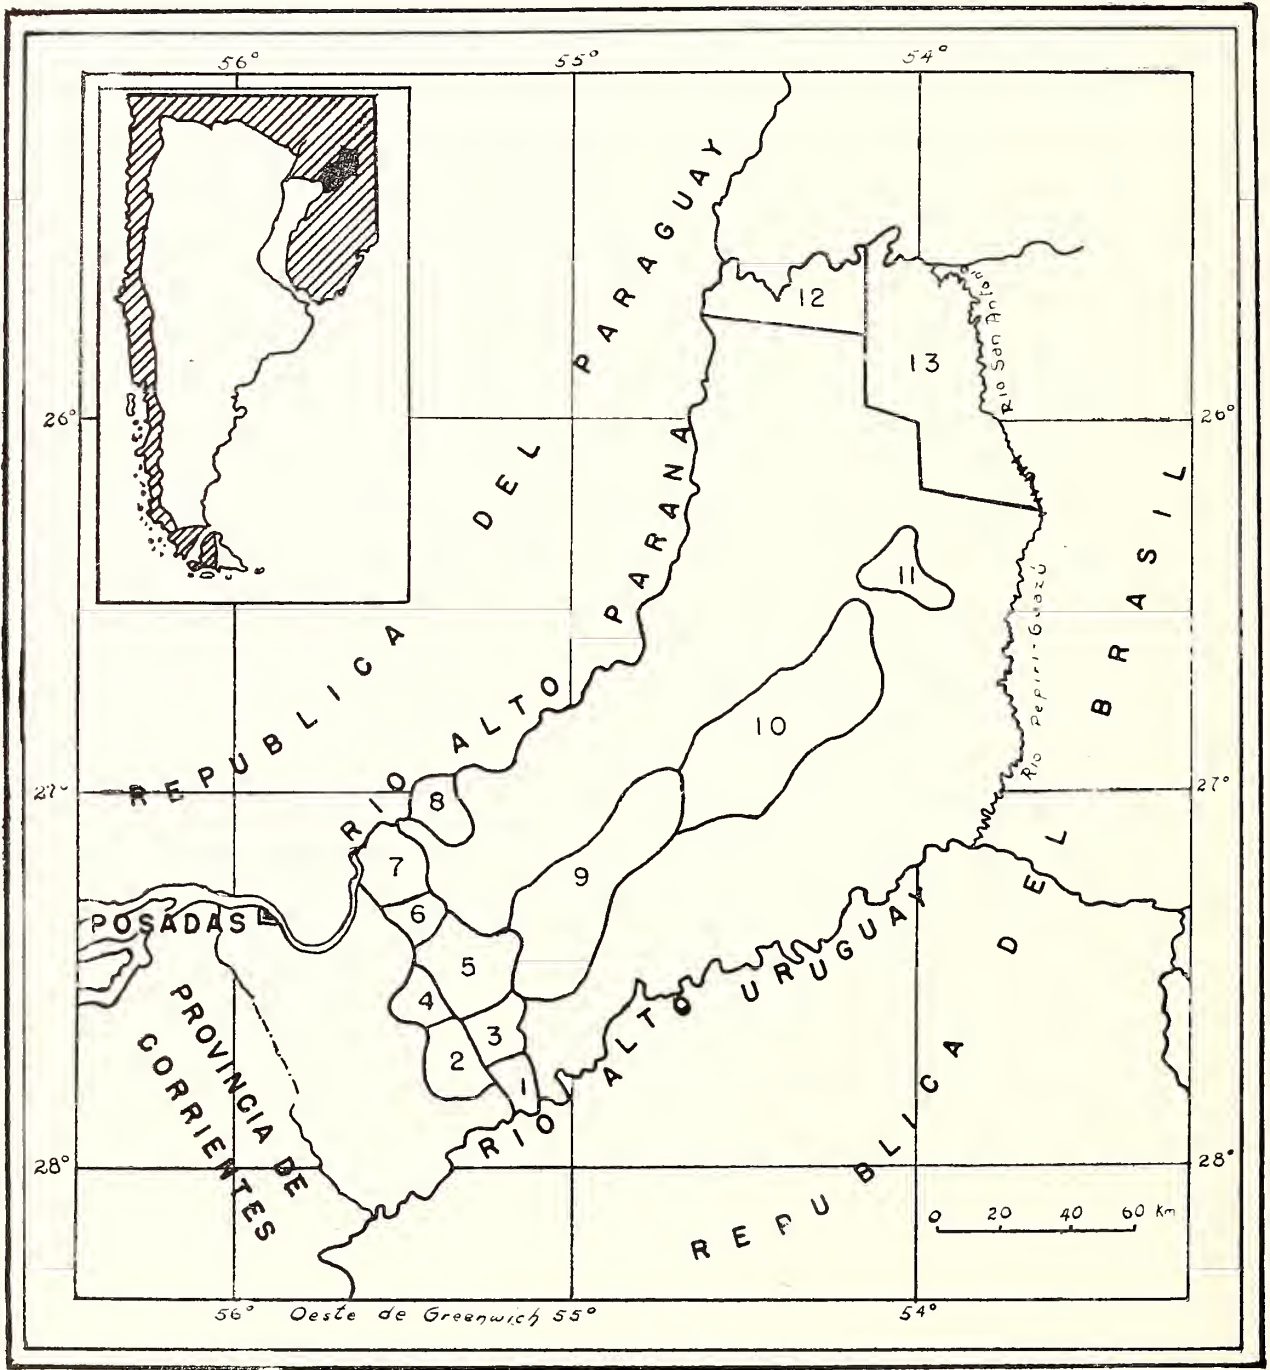 56° 55° 54°
REPUBLICA DEL PARAGUAY
12
13
Rio San Antonio
26° 26°
11
RIO ALTO PARANA
Rio Pepiri-Guazú
10
27° 27°
8
7
9
6
POSADAS
5
4
3
2
1
RIO ALTO URUGUAY
PROVINCIA DE
CORRIENTES
REPUBLICA DEL BRASIL
28° 28°
0 20 40 60 Km
56° Oeste de Greenwich 55° 54°